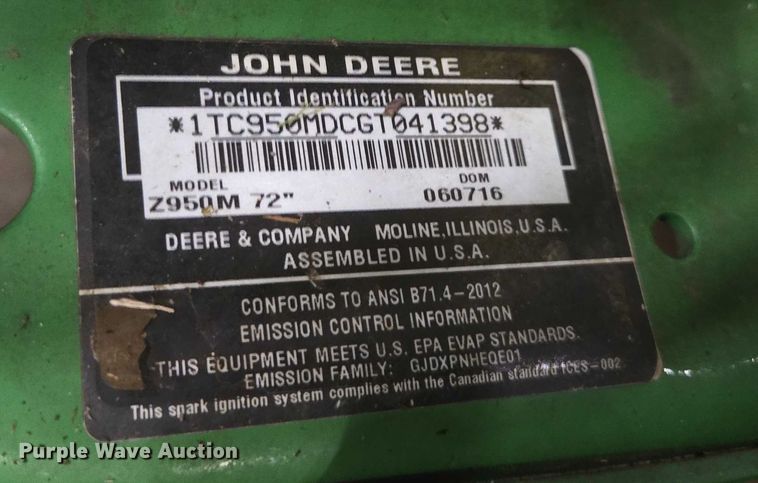 JOHN DEERE
Product Identification Number
*1TC950MDCGT041398*
MODEL DOM
Z950M 72" 060716
DEERE & COMPANY MOLINE, ILLINOIS, U.S.A.
ASSEMBLED IN U.S.A.
CONFORMS TO ANSI B71.4-2012
EMISSION CONTROL INFORMATION
THIS EQUIPMENT MEETS U.S. EPA EVAP STANDARDS.
EMISSION FAMILY: GJDXPNHEQE01
This spark ignition system complies with the Canadian standard ICES-002
Purple Wave Auction